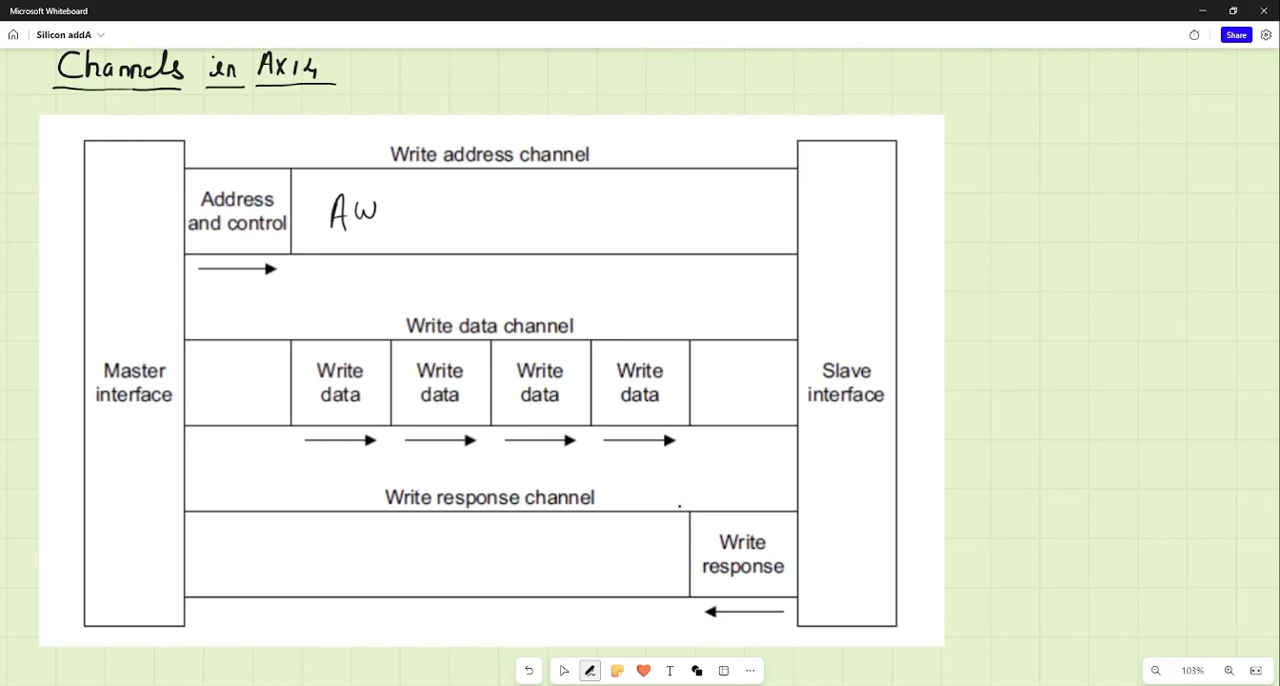 Microsoft Whiteboard
Silicon addA
Share
Channels in AXI4
Write address channel
Address
and control
AW
Write data channel
Master
interface
Write
data
Write
data
Write
data
Write
data
Slave
interface
Write response channel
Write
response
T
103%